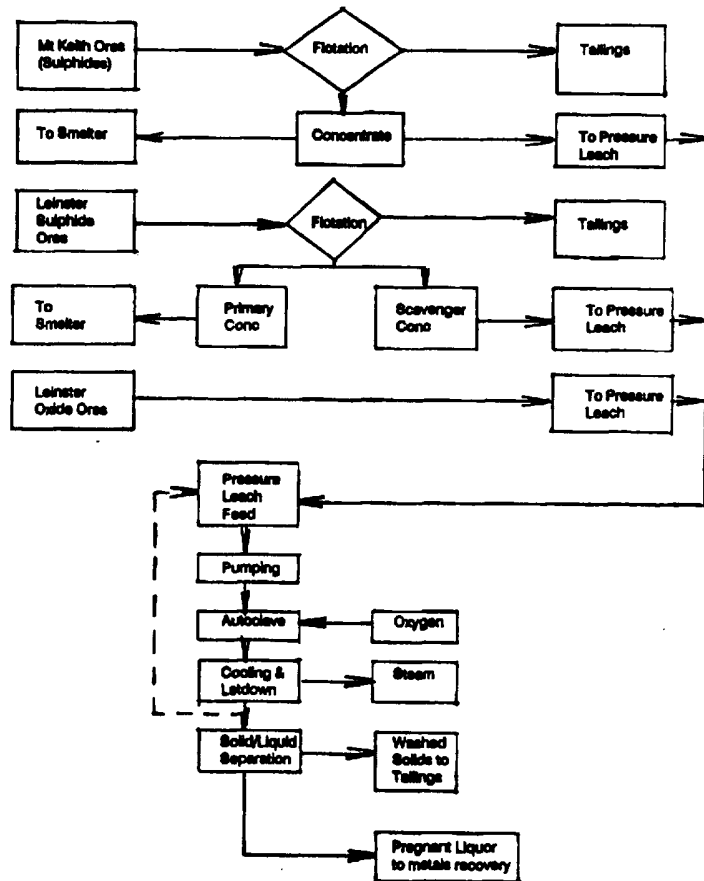 Mt Keith Ores
(Sulphides)
Flotation
Tailings
To Smelter
Concentrate
To Pressure
Leach
Leinster
Sulphide
Ores
Flotation
Tailings
To
Smelter
Primary
Conc
Scavenger
Conc
To Pressure
Leach
Leinster
Oxide Ores
To Pressure
Leach
Pressure
Leach
Feed
Pumping
Autoclave
Oxygen
Cooling &
Letdown
Steam
Solid/Liquid
Separation
Washed
Solids to
Tailings
Pregnant Liquor
to metals recovery